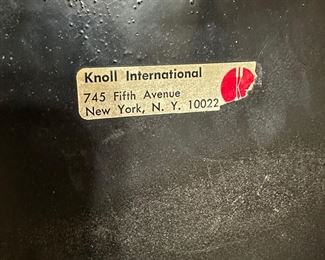 Knoll International
745 Fifth Avenue
New York, N. Y. 10022